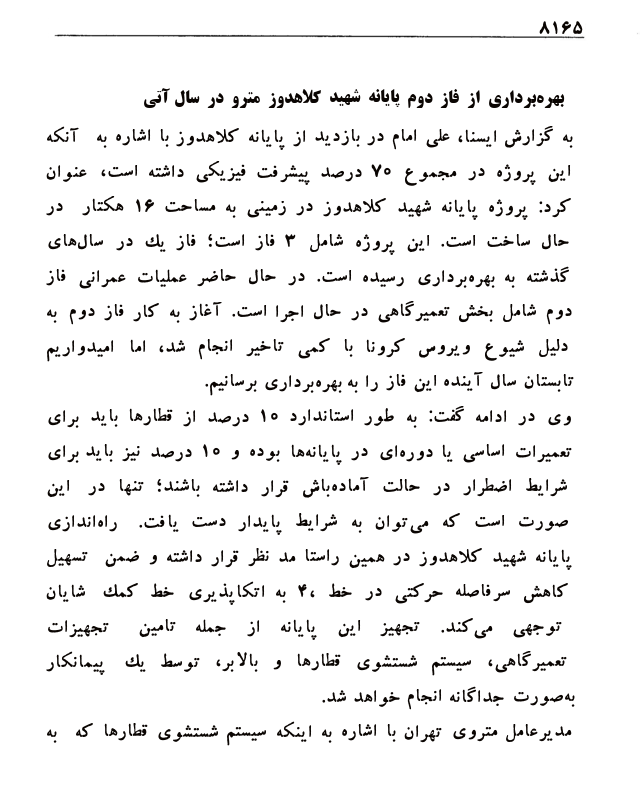 ۸۱۶۵
بهره‌برداری از فاز دوم پایانه شهید کلاهدوز مترو در سال آتی
به گزارش ایسنا، علی امام در بازدید از پایانه کلاهدوز با اشاره به آنکه
این پروژه در مجموع ۷۰ درصد پیشرفت فیزیکی داشته است، عنوان
کرد: پروژه پایانه شهید کلاهدوز در زمینی به مساحت ۱۶ هکتار در
حال ساخت است. این پروژه شامل ۳ فاز است؛ فاز یك در سال‌های
گذشته به بهره‌برداری رسیده است. در حال حاضر عملیات عمرانی فاز
دوم شامل بخش تعمیرگاهی در حال اجرا است. آغاز به کار فاز دوم به
دلیل شیوع ویروس کرونا با کمی تاخیر انجام شد، اما امیدواریم
تابستان سال آینده این فاز را به بهره‌برداری برسانیم.
وی در ادامه گفت: به طور استاندارد ۱۰ درصد از قطارها باید برای
تعمیرات اساسی یا دوره‌ای در پایانه‌ها بوده و ۱۰ درصد نیز باید برای
شرایط اضطرار در حالت آماده‌باش قرار داشته باشند؛ تنها در این
صورت است که می‌توان به شرایط پایدار دست یافت. راه‌اندازی
پایانه شهید کلاهدوز در همین راستا مد نظر قرار داشته و ضمن تسهیل
کاهش سرفاصله حرکتی در خط ۴، به اتکاپذیری خط کمك شایان
توجهی می‌کند. تجهیز این پایانه از جمله تامین تجهیزات
تعمیرگاهی، سیستم شستشوی قطارها و بالابر، توسط یك پیمانکار
به‌صورت جداگانه انجام خواهد شد.
مدیرعامل متروی تهران با اشاره به اینکه سیستم شستشوی قطارها که به